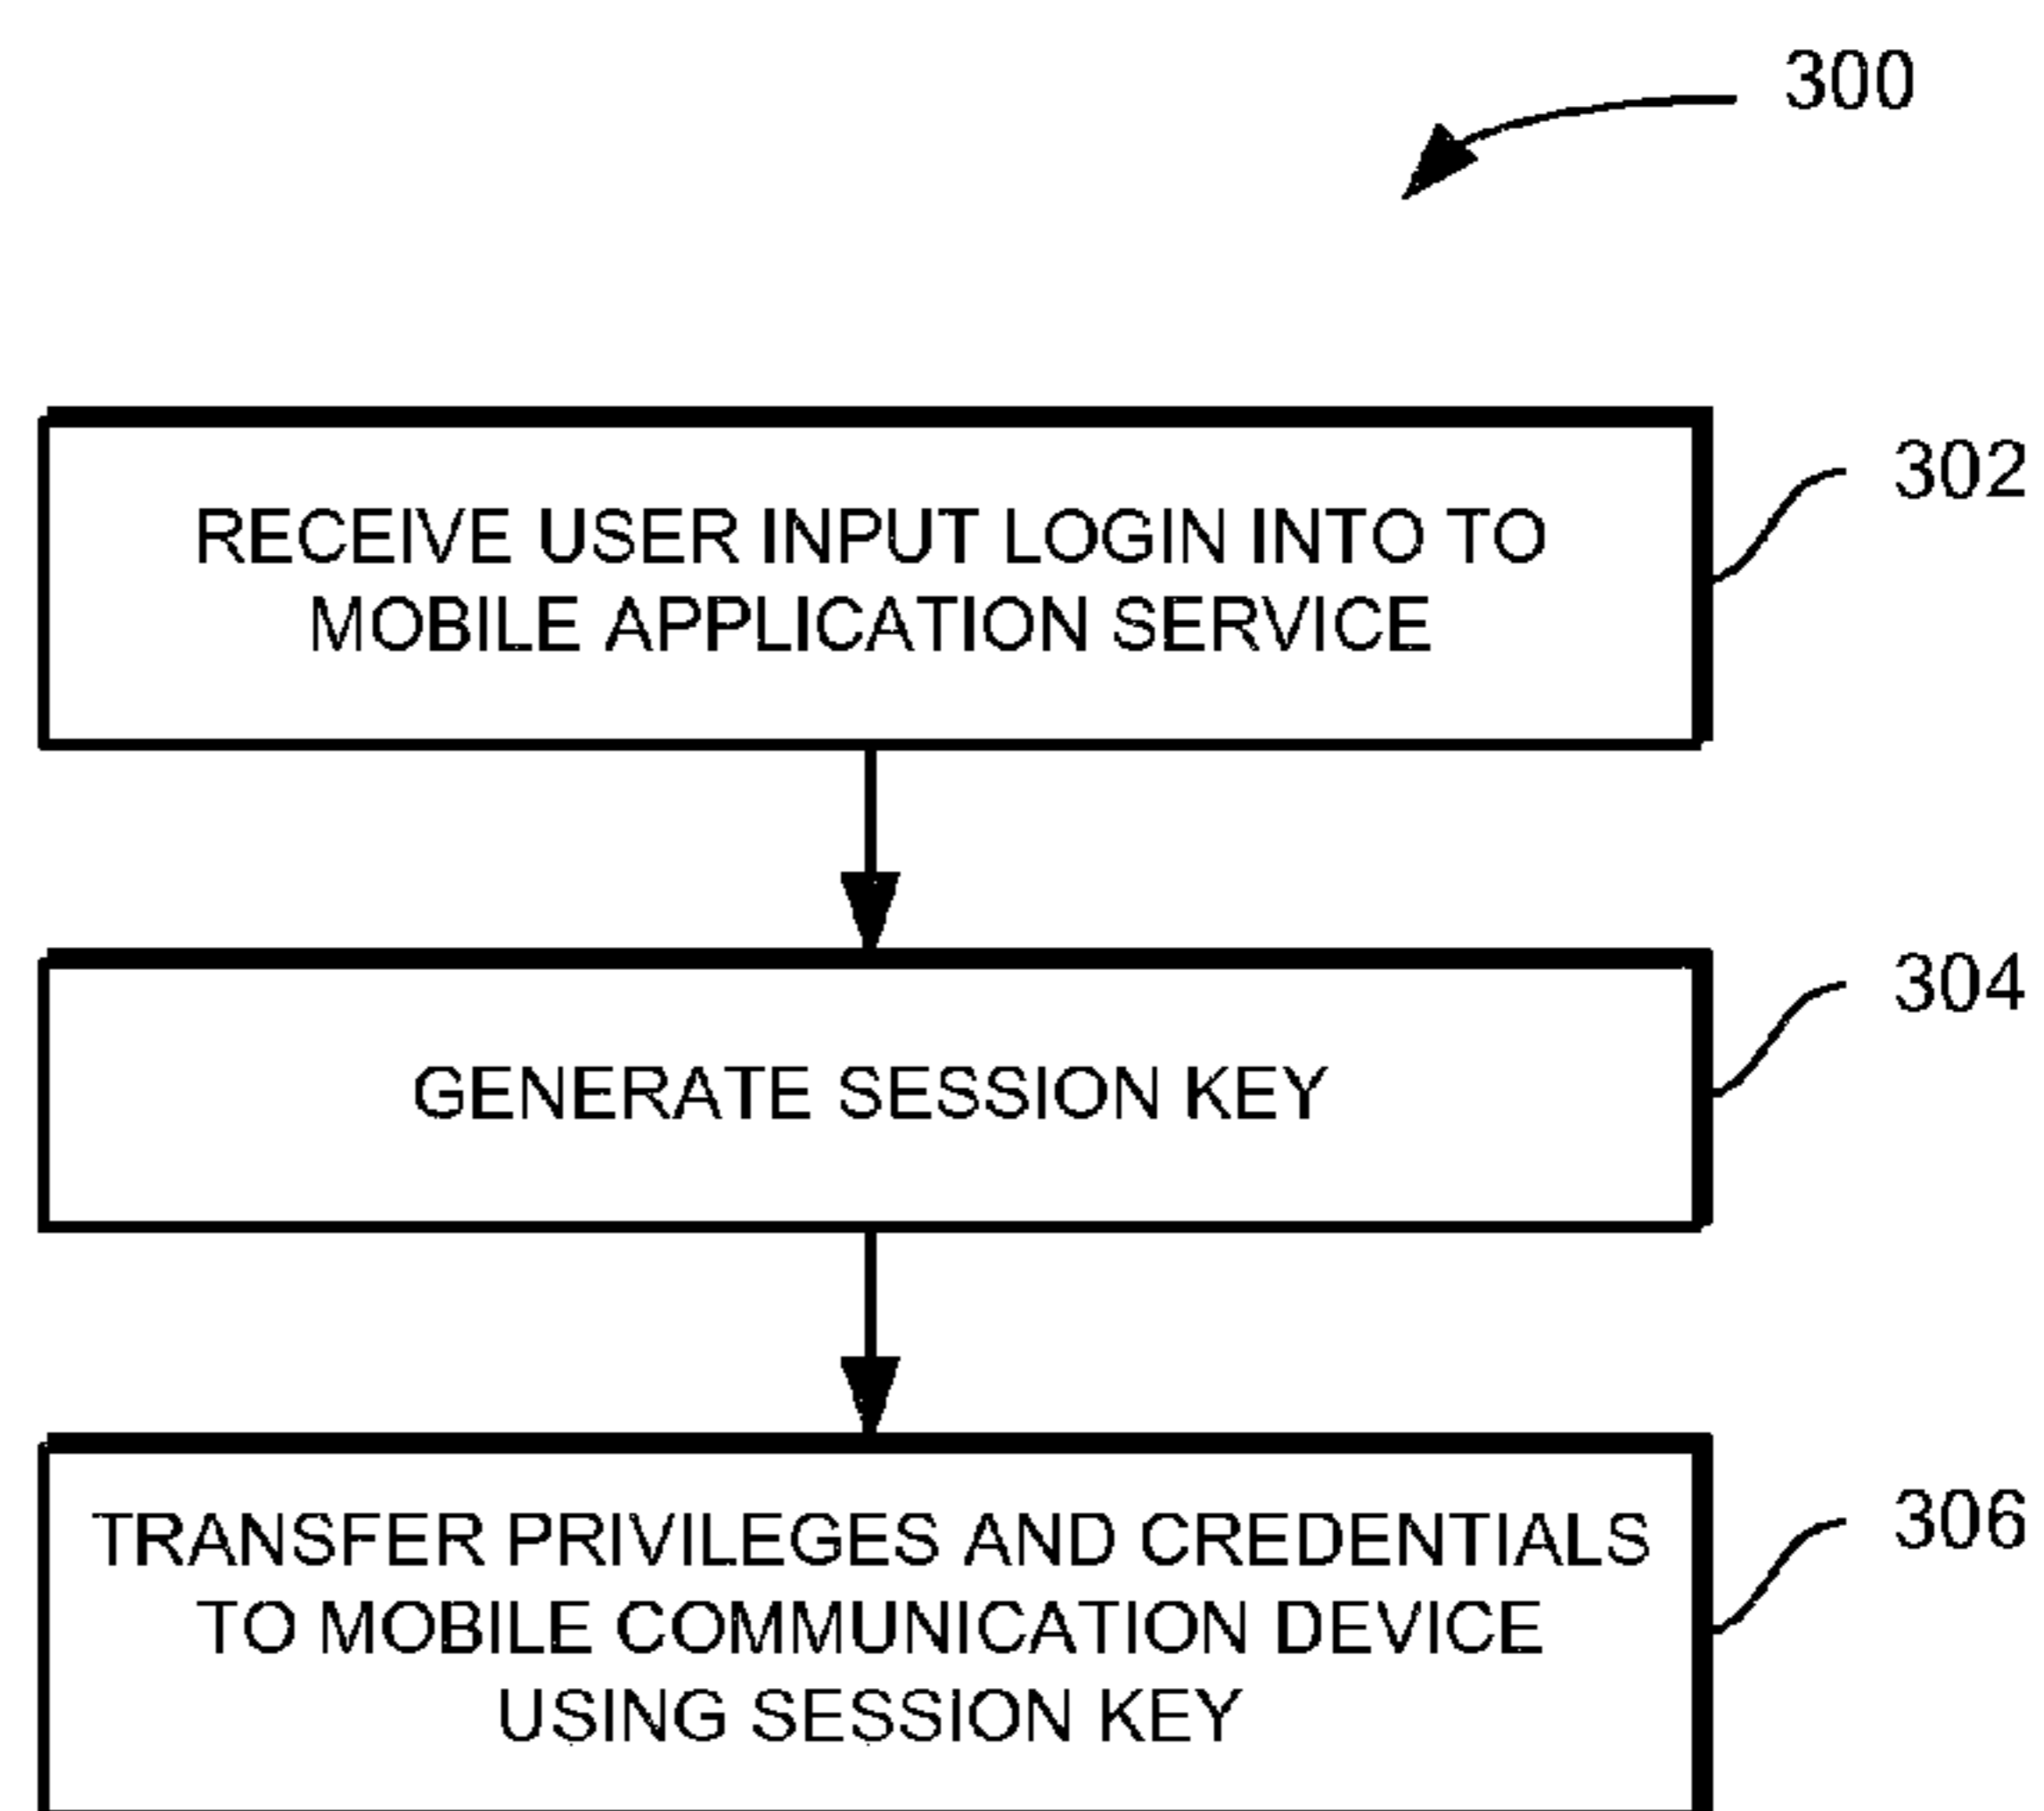 300
302
RECEIVE USER INPUT LOGIN INTO TO
MOBILE APPLICATION SERVICE
304
GENERATE SESSION KEY
306
TRANSFER PRIVILEGES AND CREDENTIALS
TO MOBILE COMMUNICATION DEVICE
USING SESSION KEY